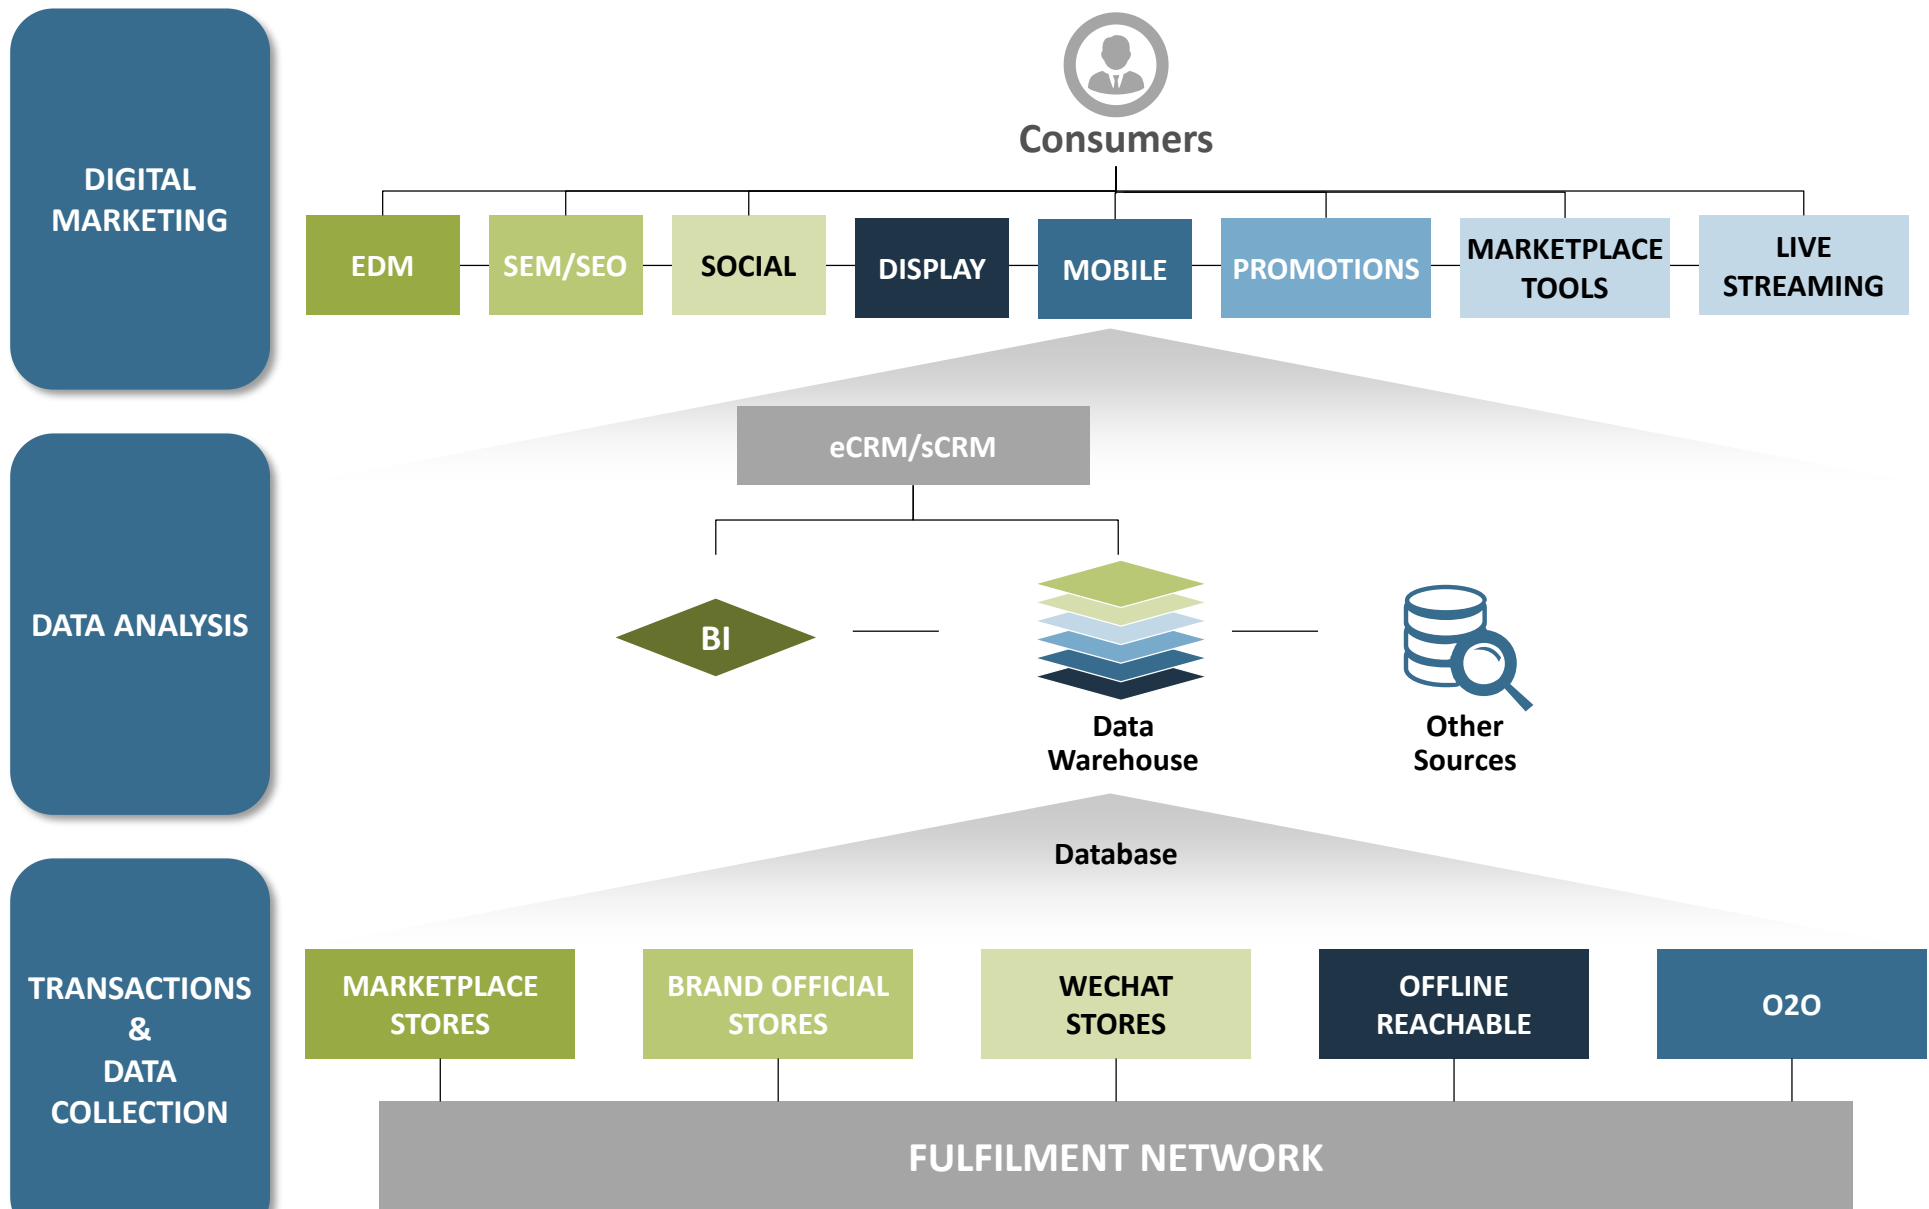 Consumers
DIGITAL
MARKETING
EDM
SEM/SEO
SOCIAL
DISPLAY
MOBILE
PROMOTIONS
MARKETPLACE
TOOLS
LIVE
STREAMING
eCRM/sCRM
DATA ANALYSIS
BI
Data
Warehouse
Other
Sources
Database
TRANSACTIONS
&
DATA
COLLECTION
MARKETPLACE
STORES
BRAND OFFICIAL
STORES
WECHAT
STORES
OFFLINE
REACHABLE
O2O
FULFILMENT NETWORK